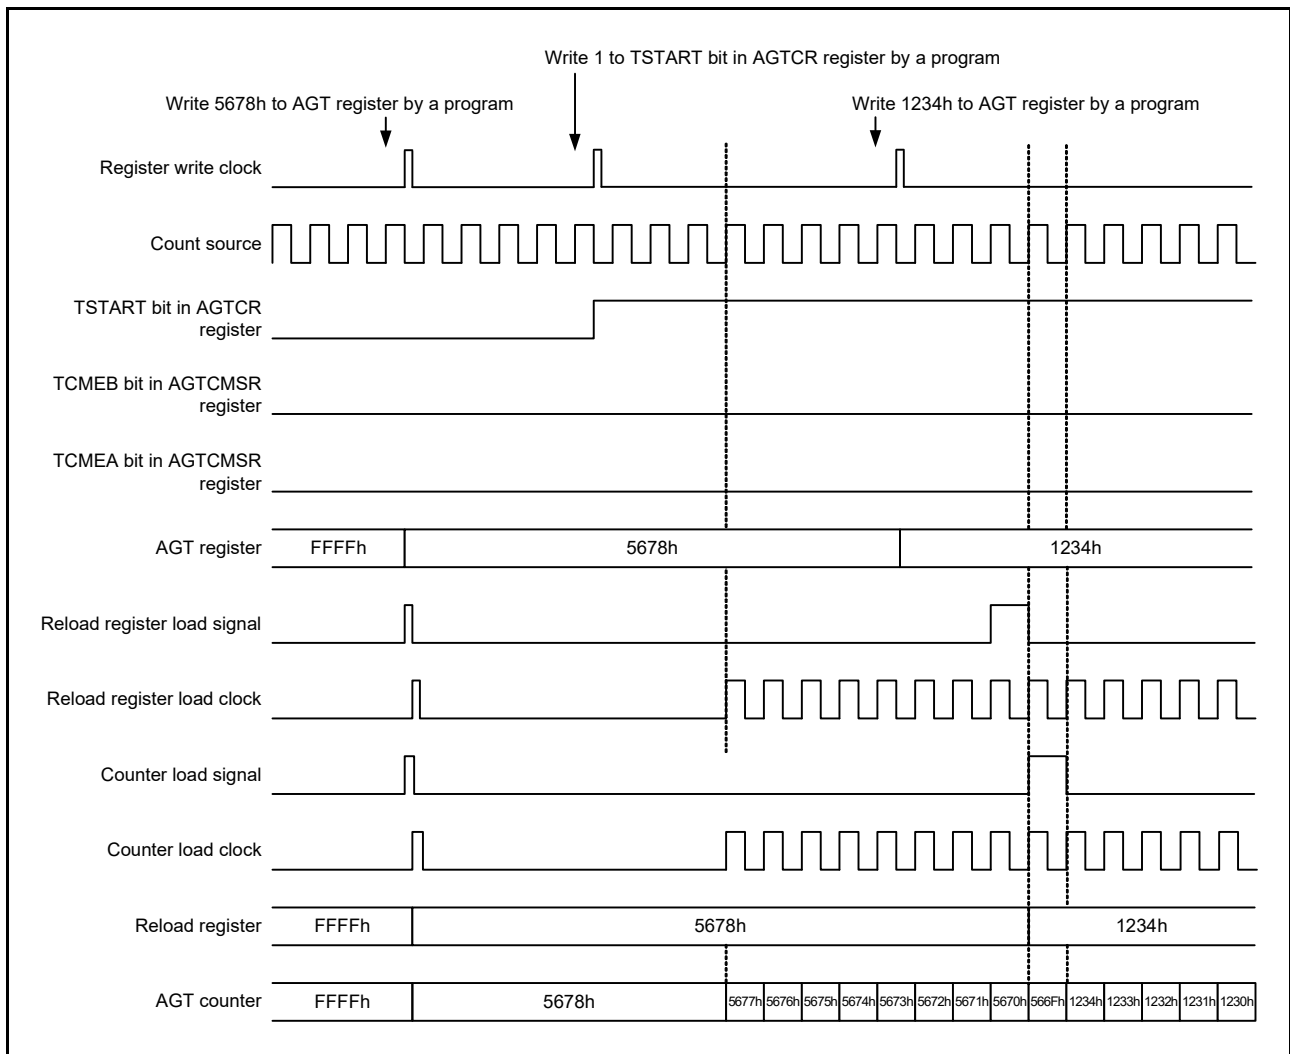 Write 1 to TSTART bit in AGTCR register by a program
Write 5678h to AGT register by a program
Write 1234h to AGT register by a program
Register write clock
Count source
TSTART bit in AGTCR
register
TCMEB bit in AGTCMSR
register
TCMEA bit in AGTCMSR
register
AGT register FFFFh 5678h 1234h
Reload register load signal
Reload register load clock
Counter load signal
Counter load clock
Reload register FFFFh 5678h 1234h
AGT counter FFFFh 5678h 5677h 5676h 5675h 5674h 5673h 5672h 5671h 5670h 566Fh 1234h 1233h 1232h 1231h 1230h